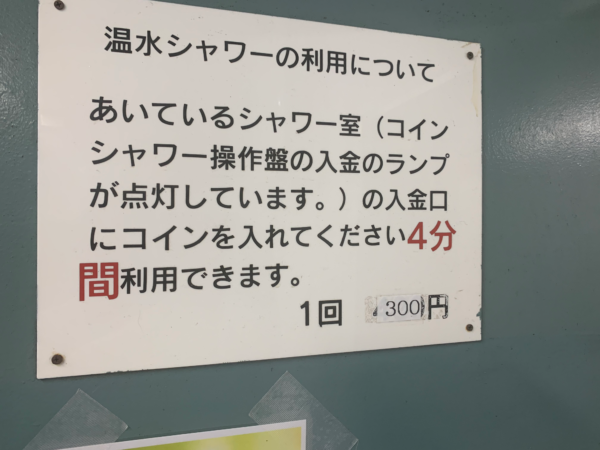 温水シャワーの利用について
あいているシャワー室（コイン
シャワー操作盤の入金のランプ
が点灯しています。）の入金口
にコインを入れてください4分
間利用できます。
1回 300円